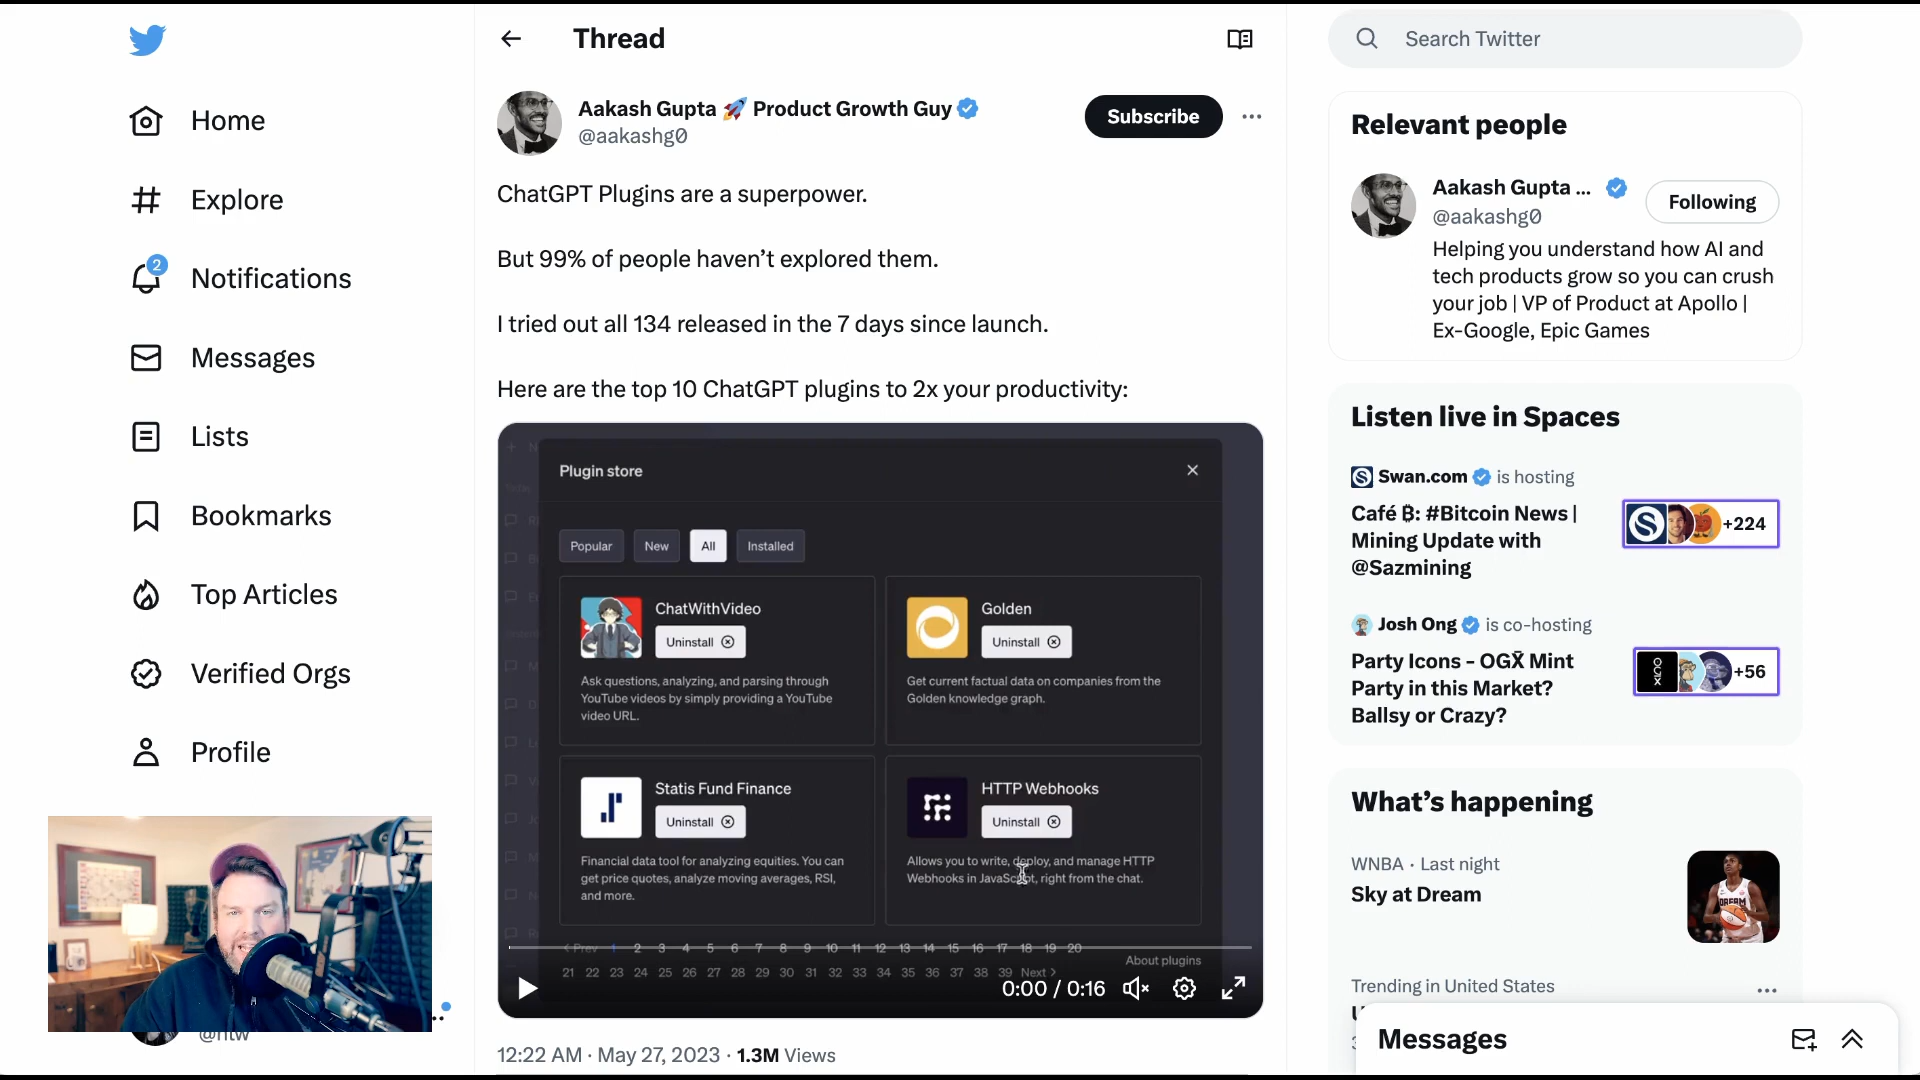 Home
Explore
2
Notifications
Messages
Lists
Bookmarks
Top Articles
Verified Orgs
Profile
Thread
Aakash Gupta 🚀 Product Growth Guy
@aakashg0
Subscribe
ChatGPT Plugins are a superpower.
But 99% of people haven’t explored them.
I tried out all 134 released in the 7 days since launch.
Here are the top 10 ChatGPT plugins to 2x your productivity:
Plugin store
Popular
New
All
Installed
ChatWithVideo
Uninstall
Ask questions, analyzing, and parsing through
YouTube videos by simply providing a YouTube
video URL.
Golden
Uninstall
Get current factual data on companies from the
Golden knowledge graph.
Statis Fund Finance
Uninstall
Financial data tool for analyzing equities. You can
get price quotes, analyze moving averages, RSI,
and more.
HTTP Webhooks
Uninstall
Allows you to write, deploy, and manage HTTP
Webhooks in JavaScript, right from the chat.
< Prev 1 2 3 4 5 6 7 8 9 10 11 12 13 14 15 16 17 18 19 20
21 22 23 24 25 26 27 28 29 30 31 32 33 34 35 36 37 38 39 Next >
About plugins
0:00 / 0:16
12:22 AM · May 27, 2023 · 1.3M Views
Search Twitter
Relevant people
Aakash Gupta ...
@aakashg0
Following
Helping you understand how AI and
tech products grow so you can crush
your job | VP of Product at Apollo |
Ex-Google, Epic Games
Listen live in Spaces
Swan.com is hosting
Café ₿: #Bitcoin News |
Mining Update with
@Sazmining
+224
Josh Ong is co-hosting
Party Icons - OGX̄ Mint
Party in this Market?
Ballsy or Crazy?
+56
What’s happening
WNBA · Last night
Sky at Dream
DREAM
Trending in United States
Messages